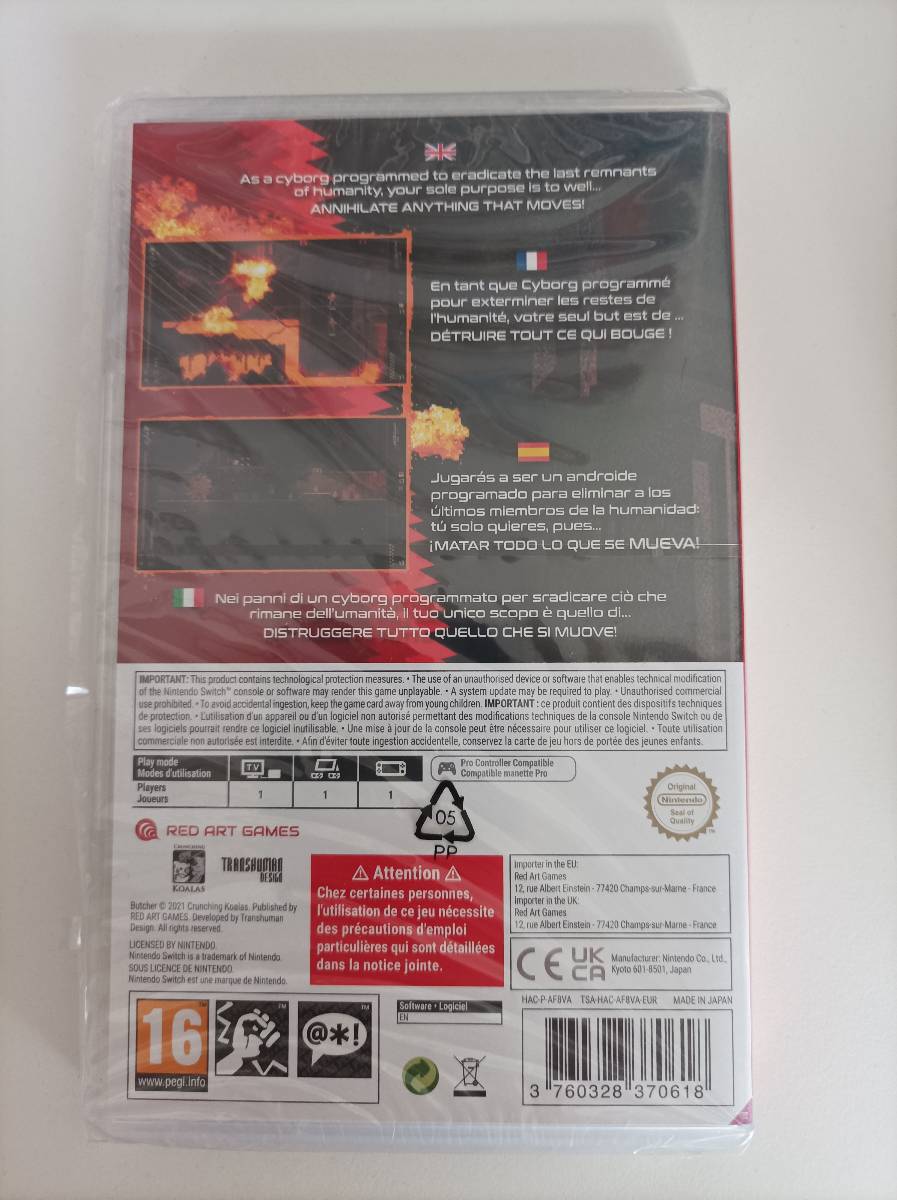 As a cyborg programmed to eradicate the last remnants
of humanity, your sole purpose is to well...
ANNIHILATE ANYTHING THAT MOVES!
En tant que Cyborg programmé
pour exterminer les restes de
l'humanité, votre seul but est de ...
DÉTRUIRE TOUT CE QUI BOUGE !
Jugarás a ser un androide
programado para eliminar a los
últimos miembros de la humanidad:
tú solo quieres, pues...
¡MATAR TODO LO QUE SE MUEVA!
Nei panni di un cyborg programmato per sradicare ciò che
rimane dell'umanità, il tuo unico scopo è quello di...
DISTRUGGERE TUTTO QUELLO CHE SI MUOVE!
IMPORTANT: This product contains technological protection measures. • The use of an unauthorised device or software that enables technical modification
of the Nintendo Switch™ console or software may render this game unplayable. • A system update may be required to play. • Unauthorised commercial
use prohibited. • To avoid accidental ingestion, keep the game card away from young children. IMPORTANT : ce produit contient des dispositifs techniques
de protection. • L'utilisation d'un appareil ou d'un logiciel non autorisé permettant des modifications techniques de la console Nintendo Switch ou de
ses logiciels pourrait rendre ce logiciel inutilisable. • Une mise à jour de la console peut être nécessaire pour utiliser ce logiciel. • Toute utilisation
commerciale non autorisée est interdite. • Afin d'éviter toute ingestion accidentelle, conservez la carte de jeu hors de portée des jeunes enfants.
Play mode
Modes d'utilisation
TV
Pro Controller Compatible
Compatible manette Pro
Players
Joueurs
1
1
1
05
PP
Original
Nintendo
Seal of
Quality
™
RED ART GAMES
CRUNCHING
KOALAS
TRANSHUMAN
DESIGN
Butcher © 2021 Crunching Koalas. Published by
RED ART GAMES. Developed by Transhuman
Design. All rights reserved.
LICENSED BY NINTENDO.
Nintendo Switch is a trademark of Nintendo.
SOUS LICENCE DE NINTENDO.
Nintendo Switch est une marque de Nintendo.
Attention
Chez certaines personnes,
l'utilisation de ce jeu nécessite
des précautions d'emploi
particulières qui sont détaillées
dans la notice jointe.
Importer in the EU:
Red Art Games
12, rue Albert Einstein - 77420 Champs-sur-Marne - France
Importer in the UK:
Red Art Games
12, rue Albert Einstein - 77420 Champs-sur-Marne - France
CE UK
CA
Manufacturer: Nintendo Co., Ltd.,
Kyoto 601-8501, Japan
HAC-P-AF8VA TSA-HAC-AF8VA-EUR MADE IN JAPAN
16
www.pegi.info
@*!
Software • Logiciel
EN
3 760328 370618